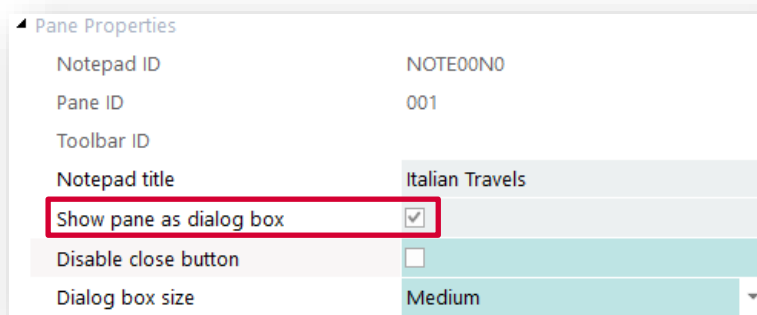 Pane Properties
Notepad ID NOTE00N0
Pane ID 001
Toolbar ID
Notepad title Italian Travels
Show pane as dialog box
Disable close button
Dialog box size Medium